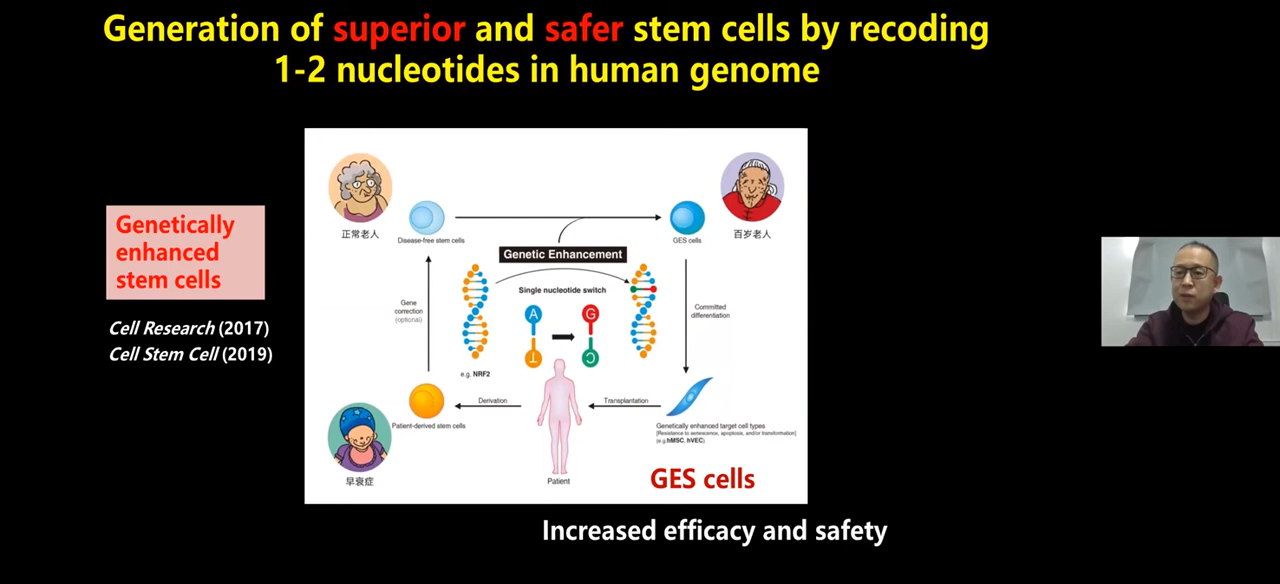 Generation of superior and safer stem cells by recoding
1-2 nucleotides in human genome
Genetically
enhanced
stem cells
Cell Research (2017)
Cell Stem Cell (2019)
正常老人
Disease-free stem cells
GES cells
百岁老人
Genetic Enhancement
Single nucleotide switch
Gene
correction
(optional)
A
G
T
C
Committed
differentiation
e.g. NRF2
Derivation
Transplantation
Patient-derived stem cells
Genetically enhanced target cell types
[Resistance to senescence, apoptosis, and/or transformation]
(e.g hMSC, hVEC)
早衰症
Patient
GES cells
Increased efficacy and safety